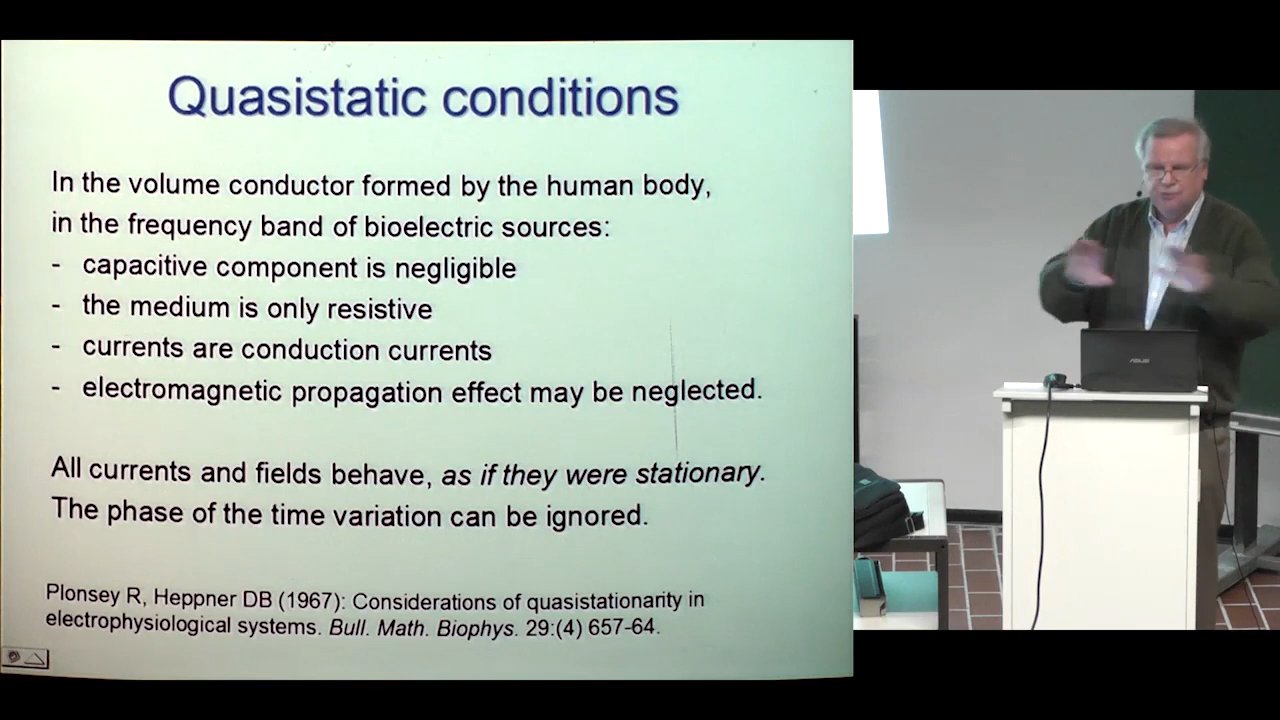 Quasistatic conditions
In the volume conductor formed by the human body,
in the frequency band of bioelectric sources:
- capacitive component is negligible
- the medium is only resistive
- currents are conduction currents
- electromagnetic propagation effect may be neglected.
All currents and fields behave, as if they were stationary.
The phase of the time variation can be ignored.
Plonsey R, Heppner DB (1967): Considerations of quasistationarity in
electrophysiological systems. Bull. Math. Biophys. 29:(4) 657-64.
ASUS